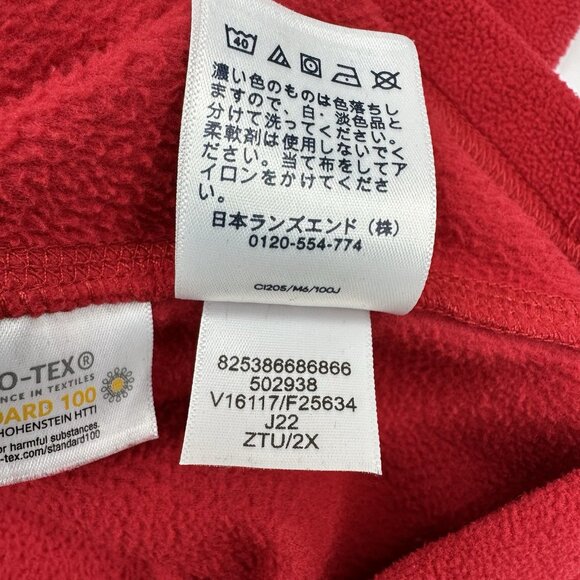 40
濃い色のものは色落ちし
ますので、白、淡色品と
分けて洗ってください。
柔軟剤は使用しないでく
ださい。当て布をしてア
イロンをかけてください
日本ランズエンド（株）
0120-554-774
C1205/M6/100J
825386686866
502938
V16117/F25634
J22
ZTU/2X
O-TEX®
ENCE IN TEXTILES
DARD 100
HOHENSTEIN HTTI
or harmful substances.
-tex.com/standard100